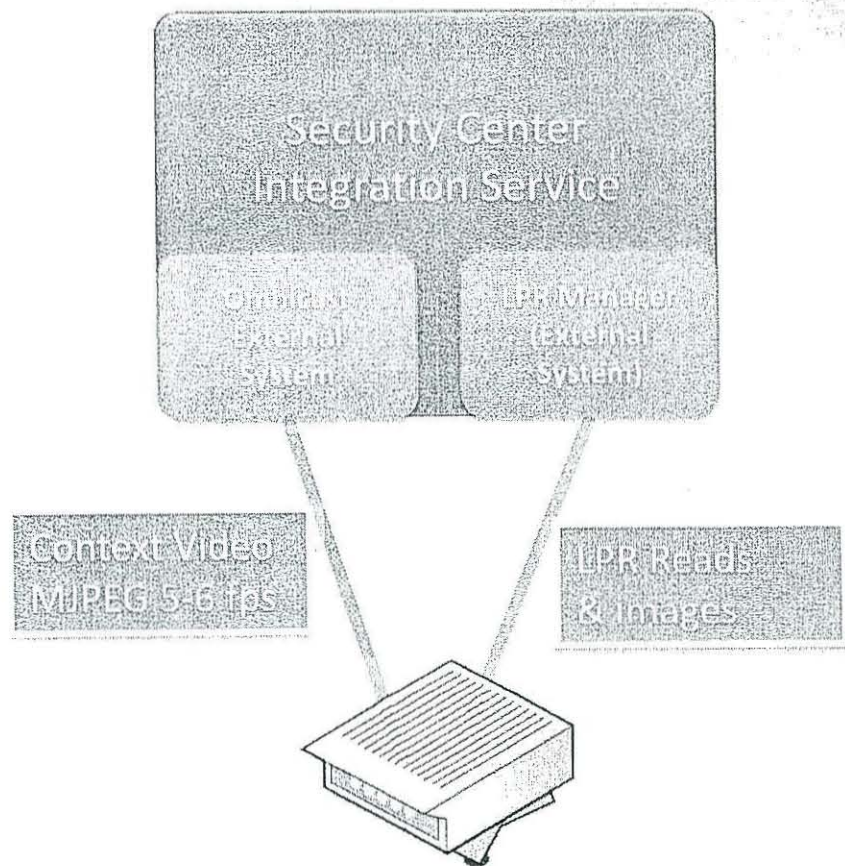 Security Center
Integration Service
Omnicast
External
System
LPR Manager
(External
System)
Context Video
MJPEG 5-6 fps
LPR Reads
& images